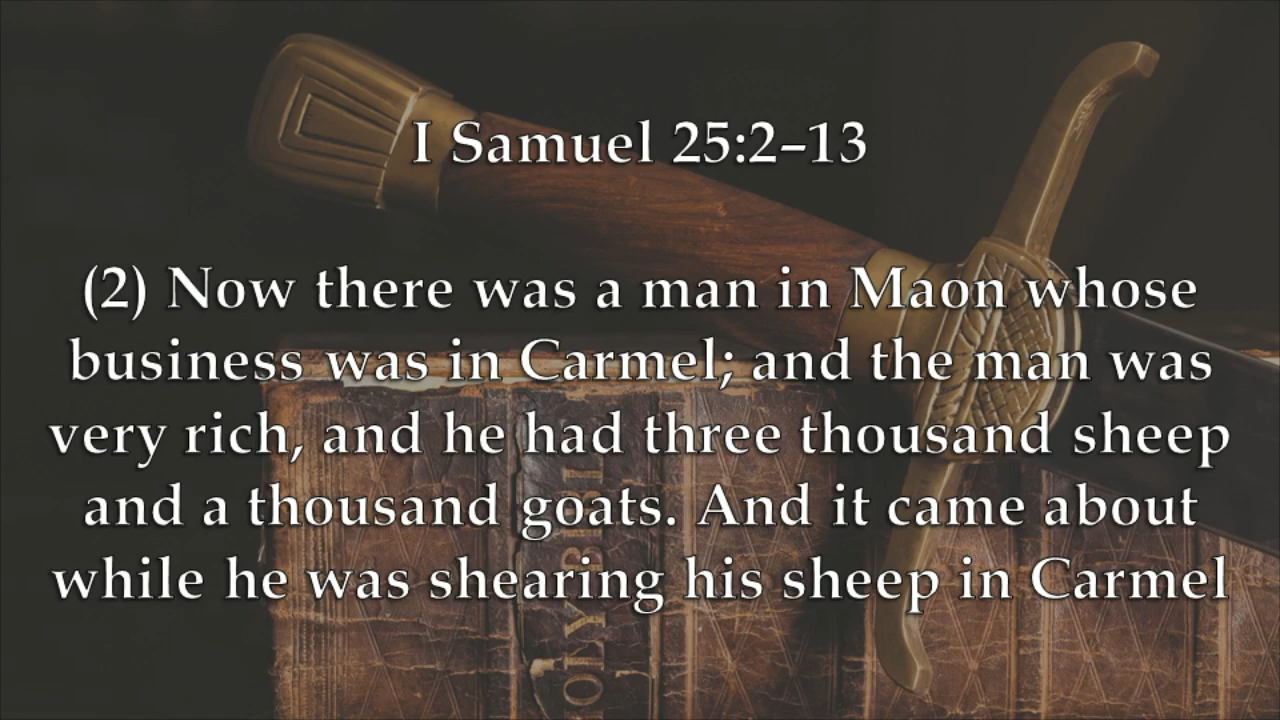 I Samuel 25:2–13
(2) Now there was a man in Maon whose
business was in Carmel; and the man was
very rich, and he had three thousand sheep
and a thousand goats. And it came about
while he was shearing his sheep in Carmel
HOLY BIBL